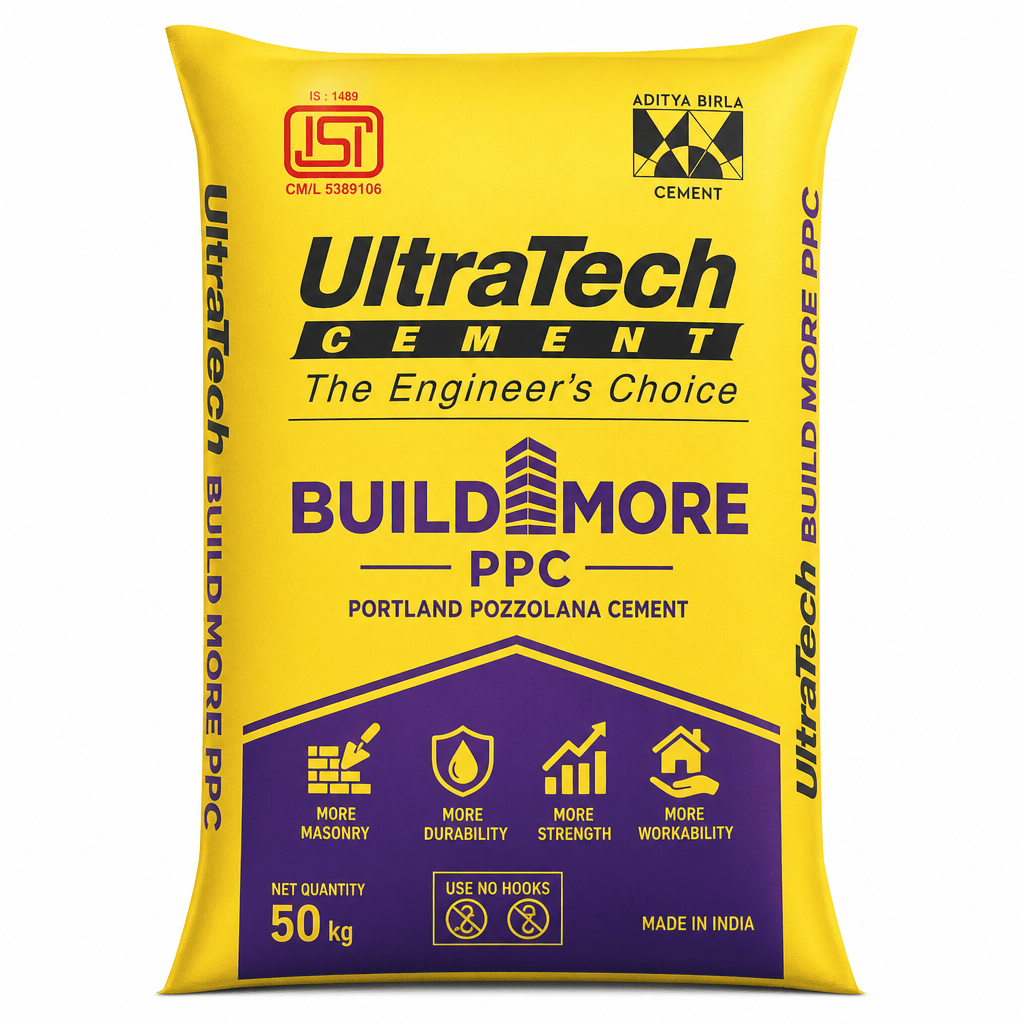 IS : 1489
ISI
CM/L 5389106
ADITYA BIRLA
CEMENT
UltraTech
CEMENT
The Engineer's Choice
BUILD MORE
PPC
PORTLAND POZZOLANA CEMENT
MORE
MASONRY
MORE
DURABILITY
MORE
STRENGTH
MORE
WORKABILITY
NET QUANTITY
50 kg
USE NO HOOKS
MADE IN INDIA
UltraTech BUILD MORE PPC
UltraTech BUILD MORE PPC